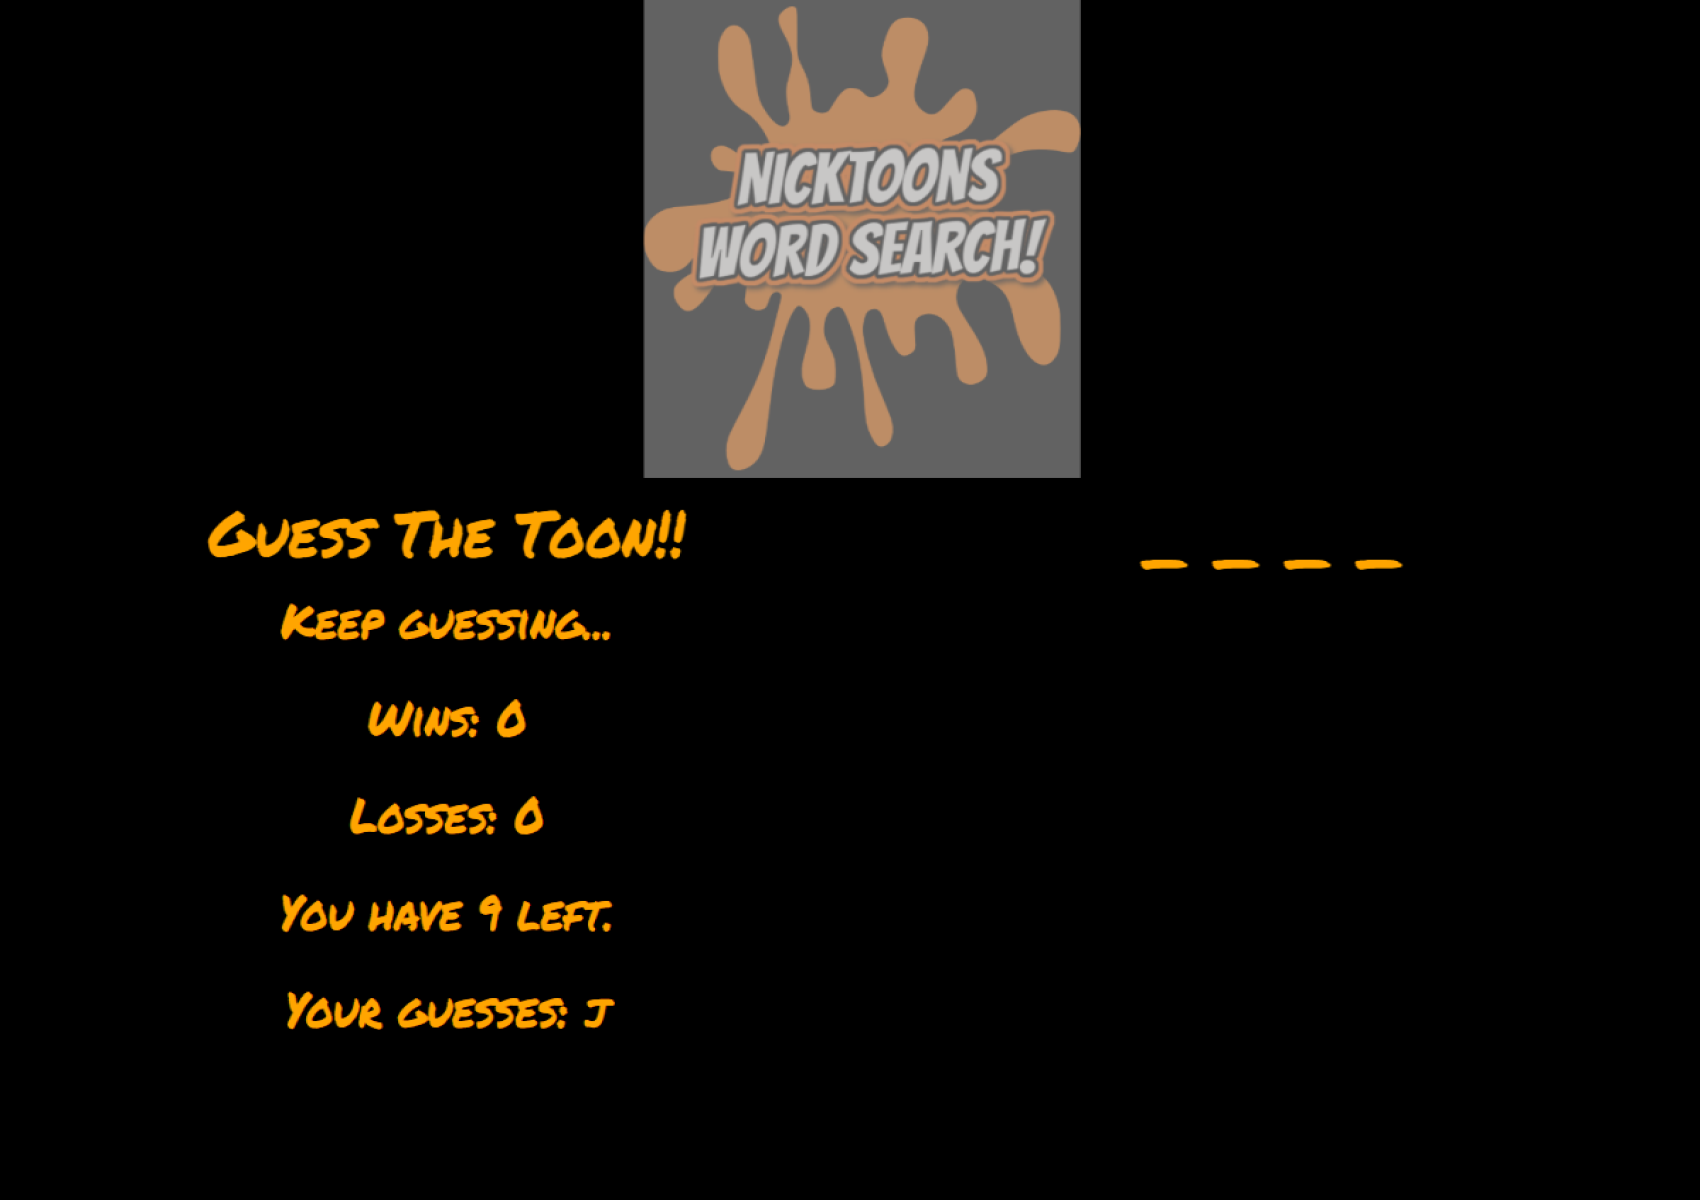 NICKTOONS
WORD SEARCH!
Guess The Toon!!
_ _ _ _
Keep guessing...
Wins: 0
Losses: 0
You have 9 left.
Your guesses: j